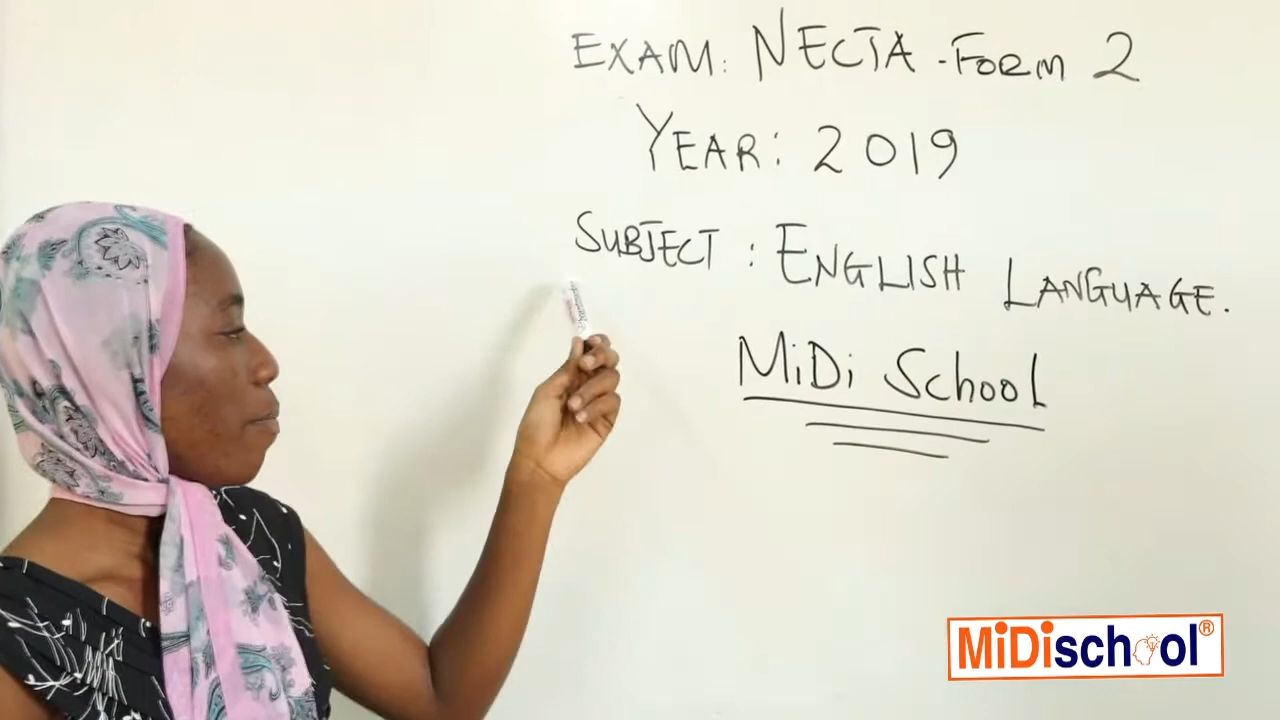 EXAM: NECTA - FORM 2
YEAR: 2019
SUBJECT : ENGLISH LANGUAGE.
MiDi School
MiDischool®